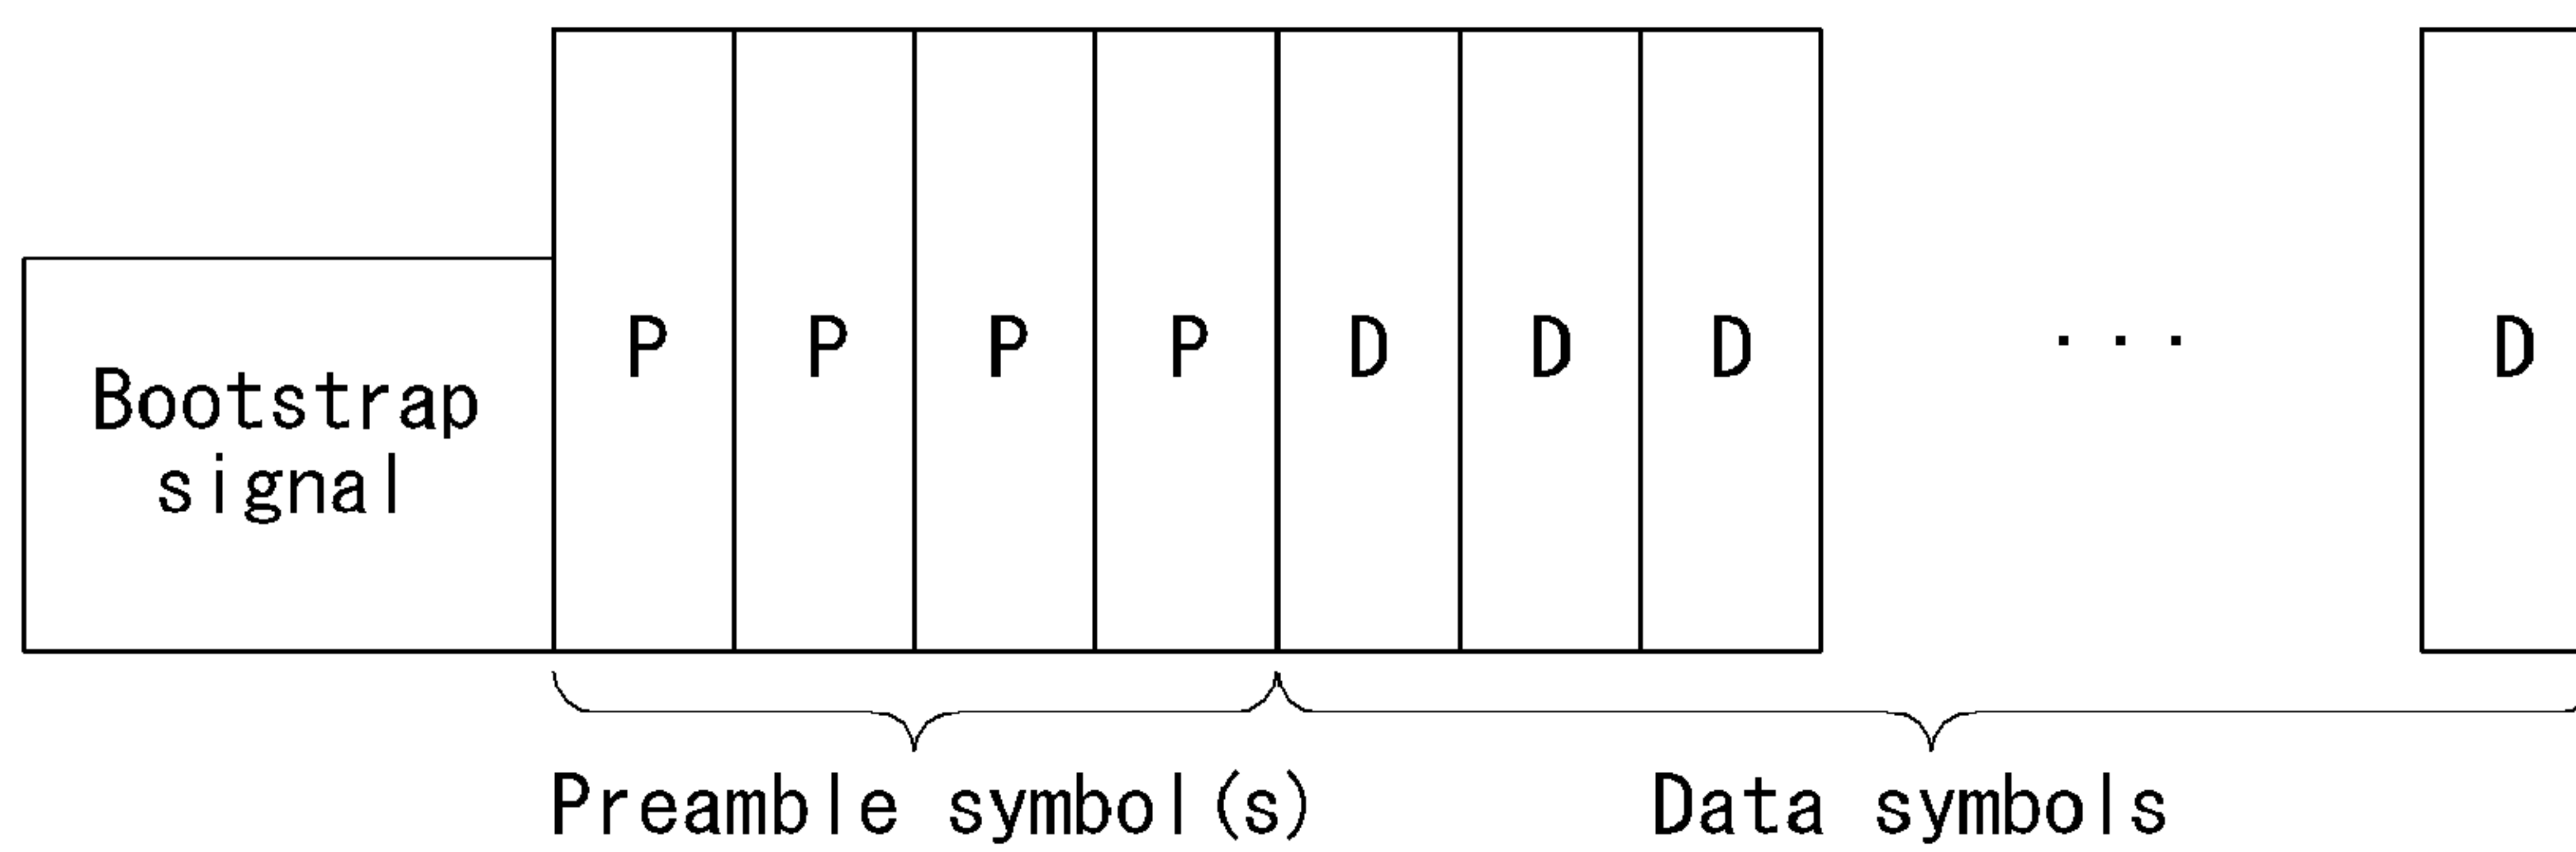 P P P P D D D ··· D
Bootstrap
signal
Preamble symbol(s) Data symbols